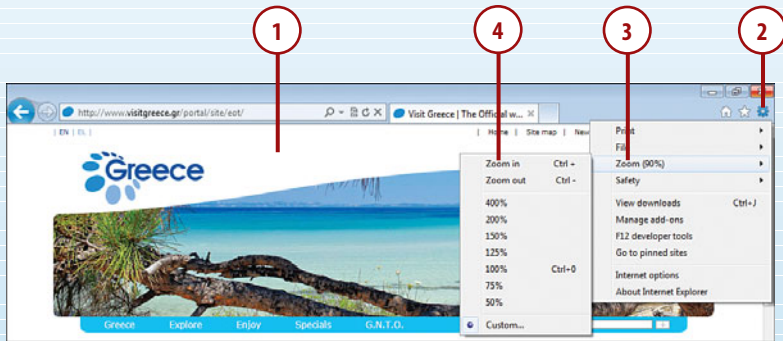 1
4
3
2
http://www.visitgreece.gr/portal/site/eot/
Visit Greece | The Official w...
| EN | EL |
| Home | Site map | New
Greece
Print
File
Zoom (90%)
Safety
View downloads Ctrl+J
Manage add-ons
F12 developer tools
Go to pinned sites
Internet options
About Internet Explorer
Zoom in Ctrl +
Zoom out Ctrl -
400%
200%
150%
125%
100% Ctrl+0
75%
50%
Custom...
Greece Explore Enjoy Specials G.N.T.O.